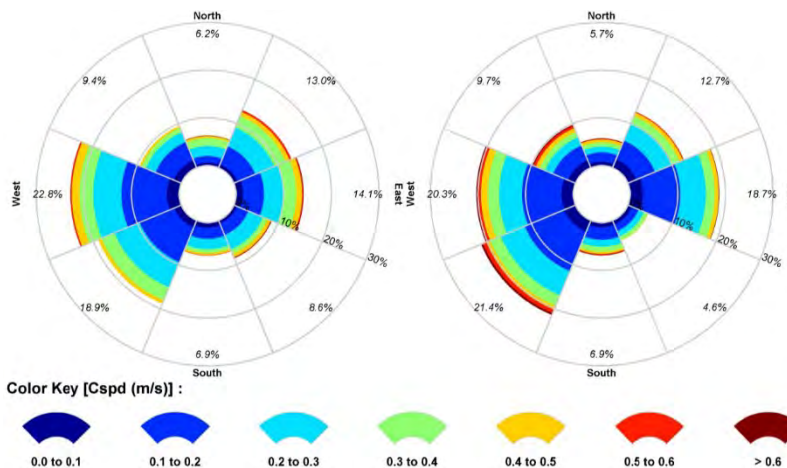 North
6.2%
13.0%
14.1%
8.6%
6.9%
18.9%
22.8%
9.4%
West
East
South
10%
20%
30%
North
5.7%
12.7%
18.7%
4.6%
6.9%
21.4%
20.3%
9.7%
West
South
10%
20%
30%
Color Key [Cspd (m/s)] :
0.0 to 0.1
0.1 to 0.2
0.2 to 0.3
0.3 to 0.4
0.4 to 0.5
0.5 to 0.6
> 0.6